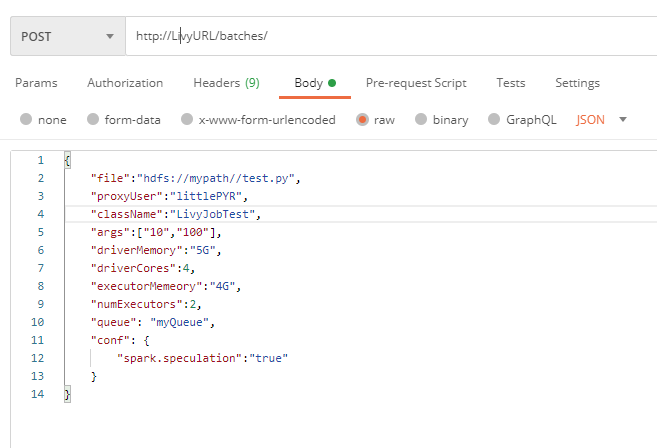 POST http://LivyURL/batches/
Params Authorization Headers (9) Body Pre-request Script Tests Settings
none form-data x-www-form-urlencoded raw binary GraphQL JSON
1 {
2 "file":"hdfs://mypath//test.py",
3 "proxyUser":"littlePYR",
4 "className":"LivyJobTest",
5 "args":["10","100"],
6 "driverMemory":"5G",
7 "driverCores":4,
8 "executorMemeory":"4G",
9 "numExecutors":2,
10 "queue": "myQueue",
11 "conf": {
12 "spark.speculation":"true"
13 }
14 }